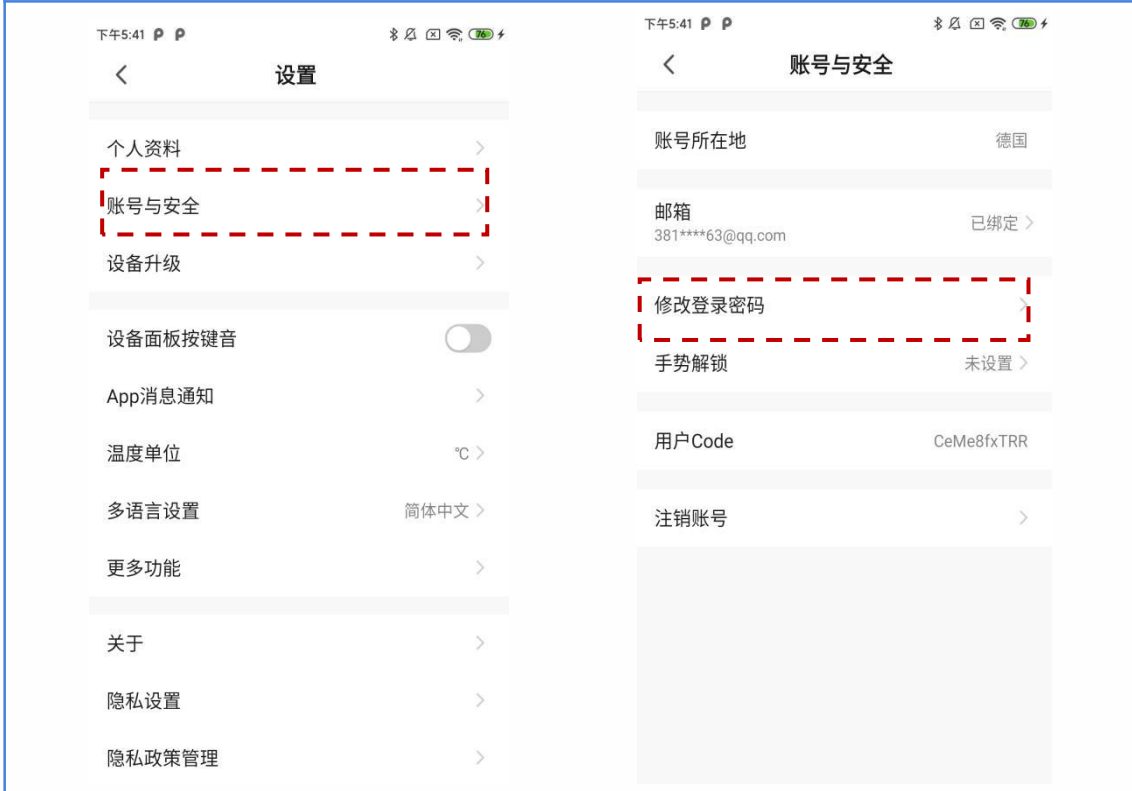 下午5:41
76
设置
个人资料
账号与安全
设备升级
设备面板按键音
App消息通知
温度单位 ℃
多语言设置 简体中文
更多功能
关于
隐私设置
隐私政策管理
下午5:41
76
账号与安全
账号所在地 德国
邮箱
381****63@qq.com 已绑定
修改登录密码
手势解锁 未设置
用户Code CeMe8fxTRR
注销账号